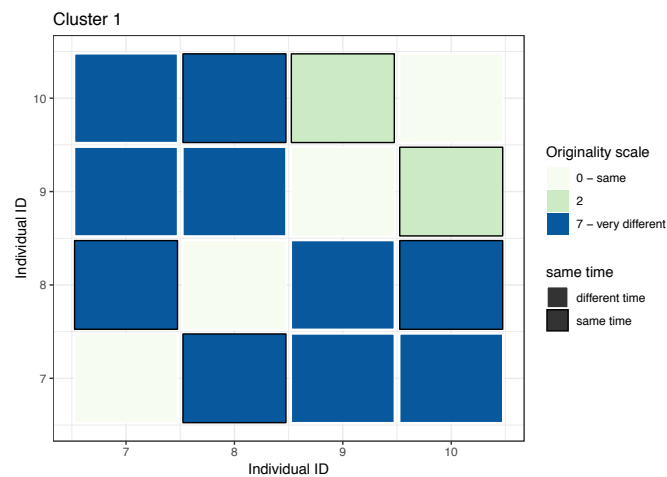 Cluster 1
10
9
8
7
Individual ID
7 8 9 10
Individual ID
Originality scale
0 – same
2
7 – very different
same time
different time
same time